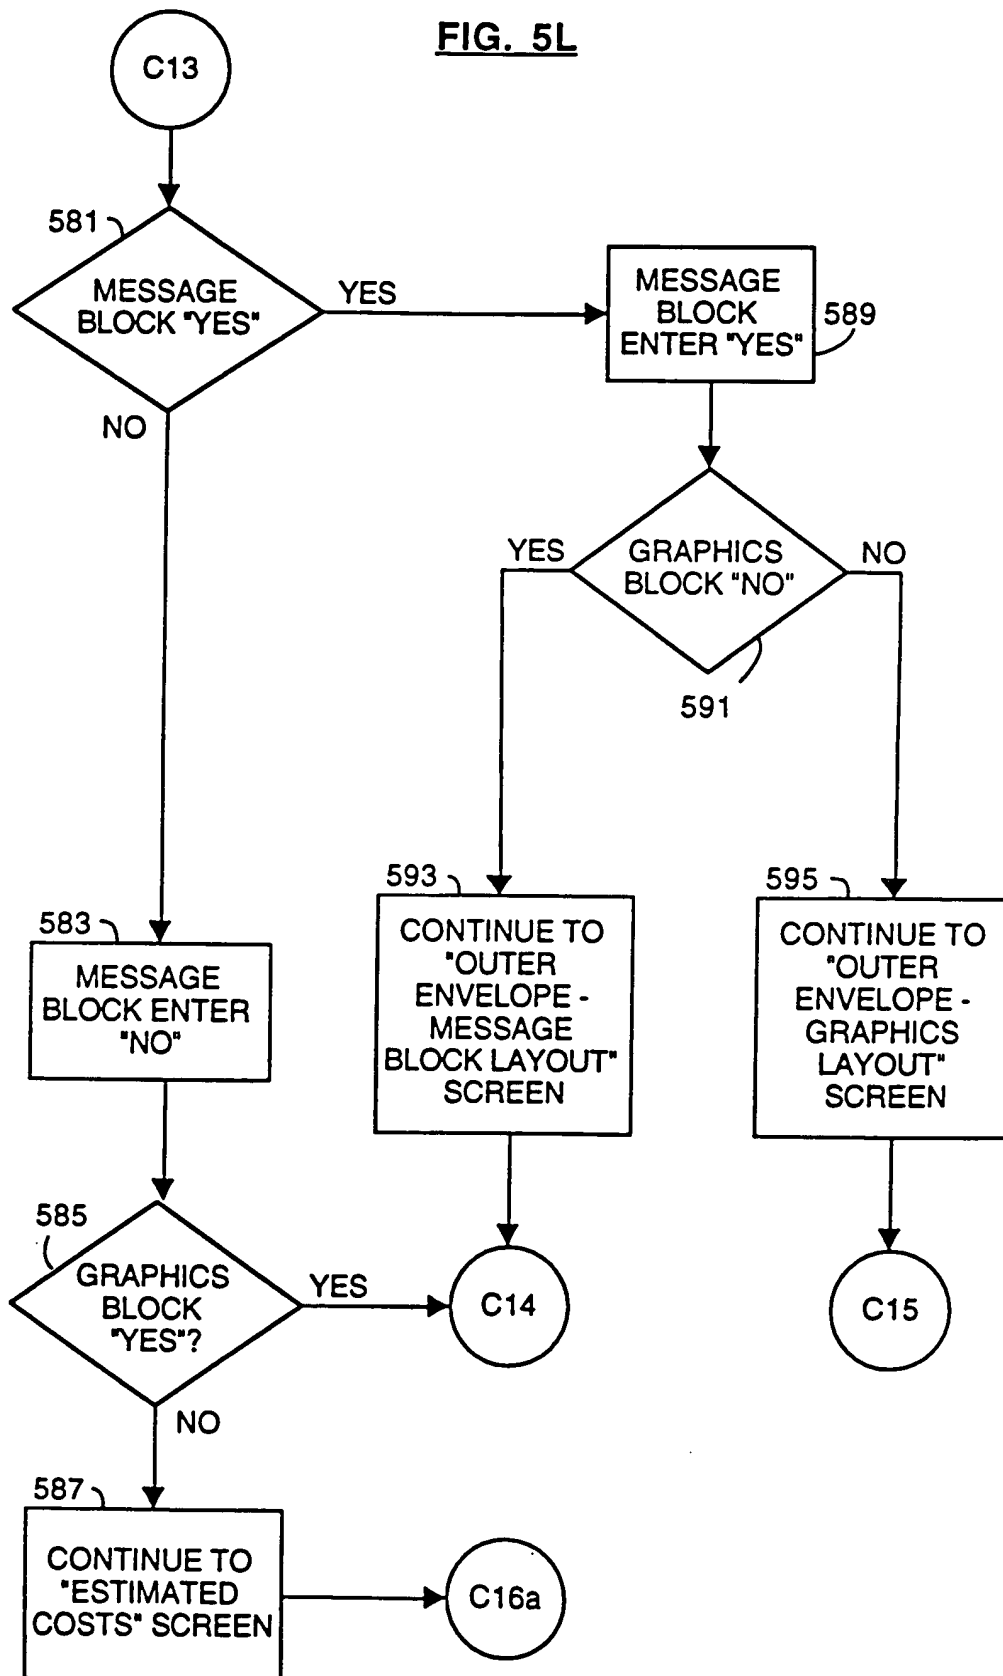 FIG. 5L
C13
581
MESSAGE
BLOCK "YES"
YES
NO
MESSAGE
BLOCK
ENTER "YES"
589
GRAPHICS
BLOCK "NO"
YES
NO
591
593
CONTINUE TO
"OUTER
ENVELOPE -
MESSAGE
BLOCK LAYOUT"
SCREEN
595
CONTINUE TO
"OUTER
ENVELOPE -
GRAPHICS
LAYOUT"
SCREEN
583
MESSAGE
BLOCK ENTER
"NO"
585
GRAPHICS
BLOCK
"YES"?
YES
NO
C14
C15
587
CONTINUE TO
"ESTIMATED
COSTS" SCREEN
C16a